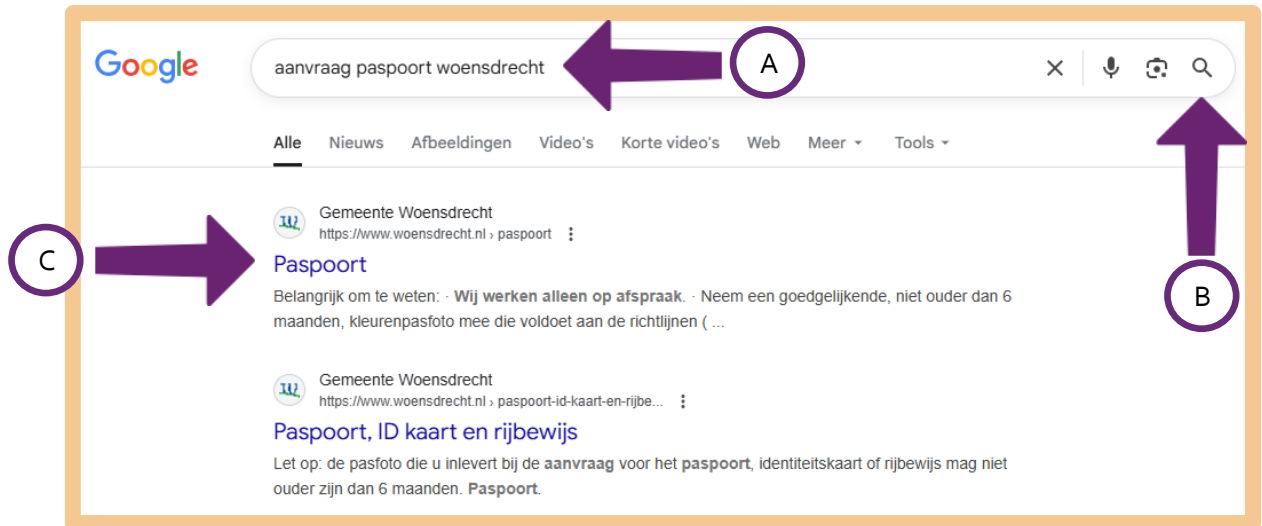 Google
aanvraag paspoort woensdrecht
A
Alle Nieuws Afbeeldingen Video's Korte video's Web Meer Tools
Gemeente Woensdrecht
https://www.woensdrecht.nl › paspoort
C
Paspoort
B
Belangrijk om te weten: · Wij werken alleen op afspraak. · Neem een goedgelijkende, niet ouder dan 6
maanden, kleurenpasfoto mee die voldoet aan de richtlijnen ( ...
Gemeente Woensdrecht
https://www.woensdrecht.nl › paspoort-id-kaart-en-rijbe...
Paspoort, ID kaart en rijbewijs
Let op: de pasfoto die u inlevert bij de aanvraag voor het paspoort, identiteitskaart of rijbewijs mag niet
ouder zijn dan 6 maanden. Paspoort.